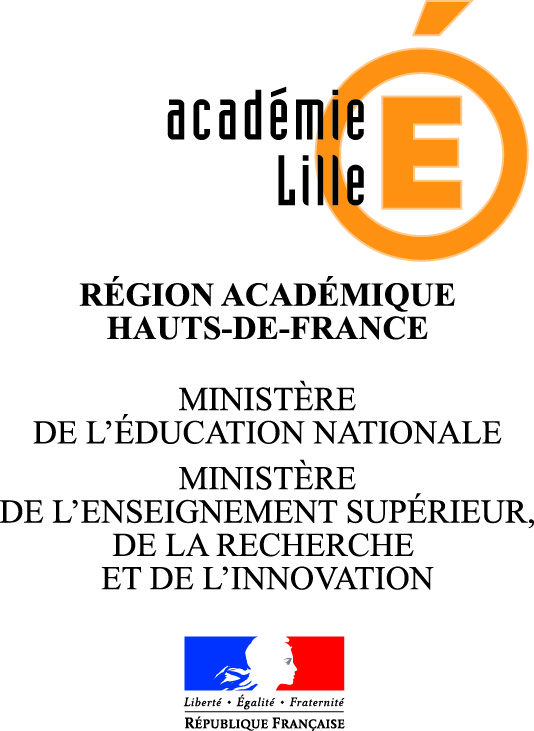 académie
Lille
É
RÉGION ACADÉMIQUE
HAUTS-DE-FRANCE
MINISTÈRE
DE L’ÉDUCATION NATIONALE
MINISTÈRE
DE L’ENSEIGNEMENT SUPÉRIEUR,
DE LA RECHERCHE
ET DE L’INNOVATION
Liberté • Égalité • Fraternité
RÉPUBLIQUE FRANÇAISE